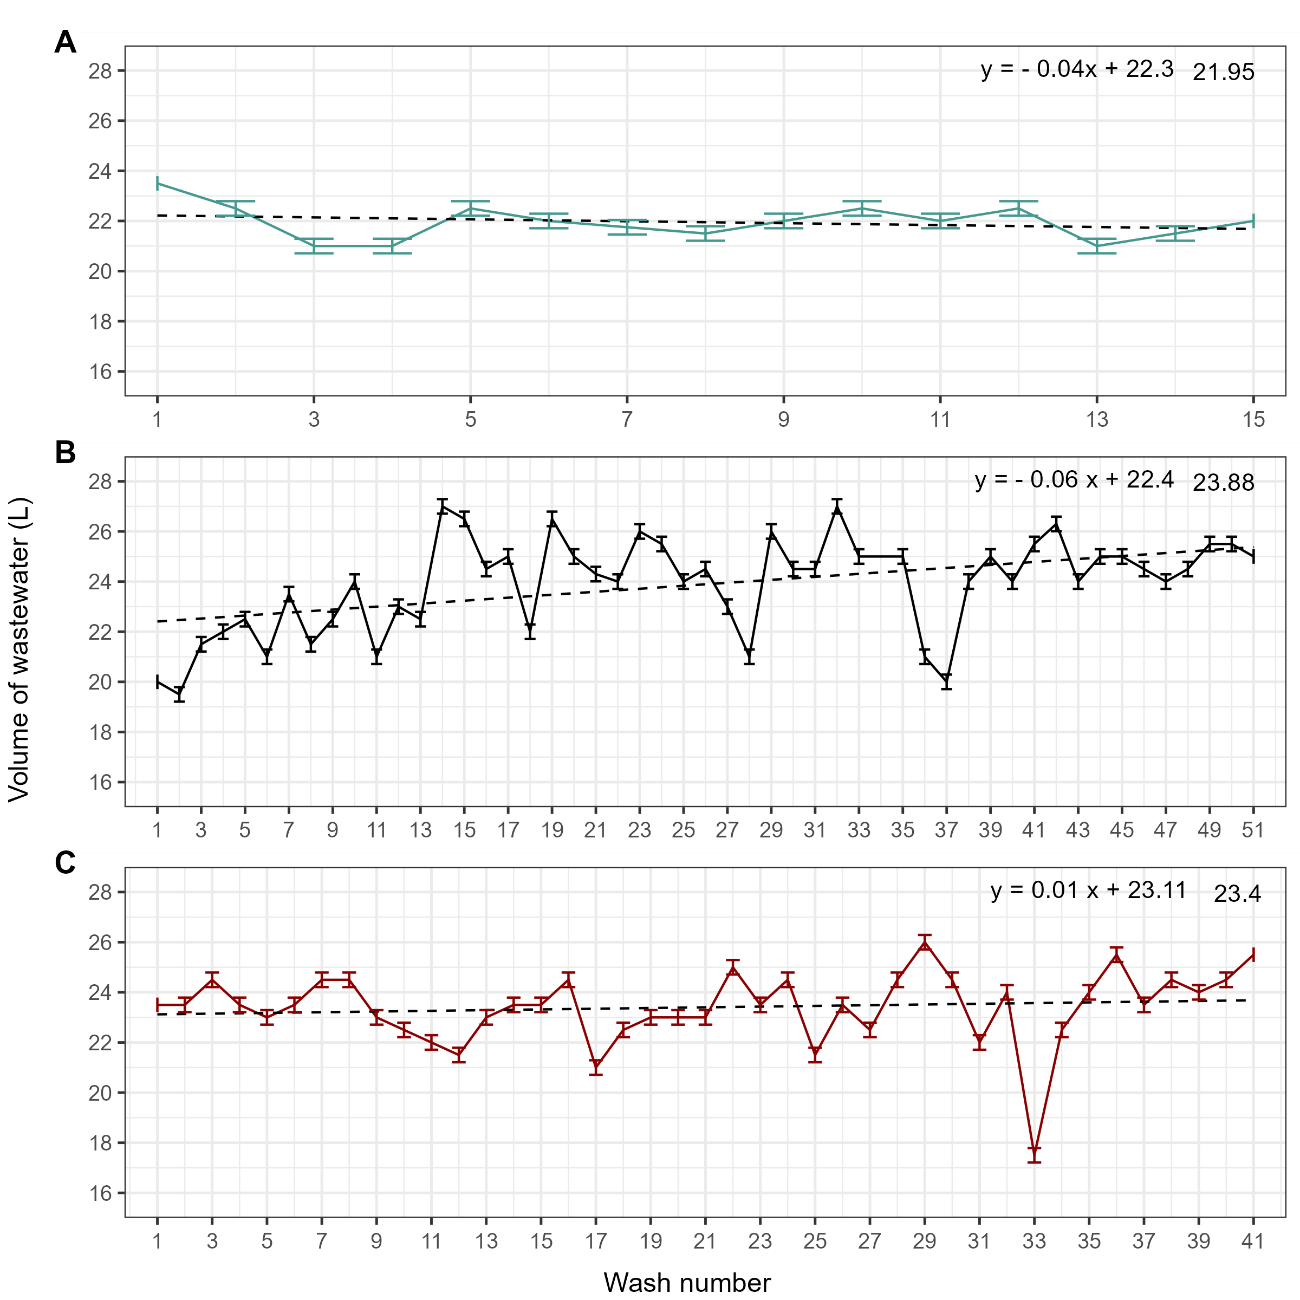 A
y = - 0.04x + 22.3 21.95
28
26
24
22
20
18
16
1 3 5 7 9 11 13 15
B
y = - 0.06 x + 22.4 23.88
28
26
24
22
20
18
16
1 3 5 7 9 11 13 15 17 19 21 23 25 27 29 31 33 35 37 39 41 43 45 47 49 51
C
y = 0.01 x + 23.11 23.4
28
26
24
22
20
18
16
1 3 5 7 9 11 13 15 17 19 21 23 25 27 29 31 33 35 37 39 41
Volume of wastewater (L)
Wash number